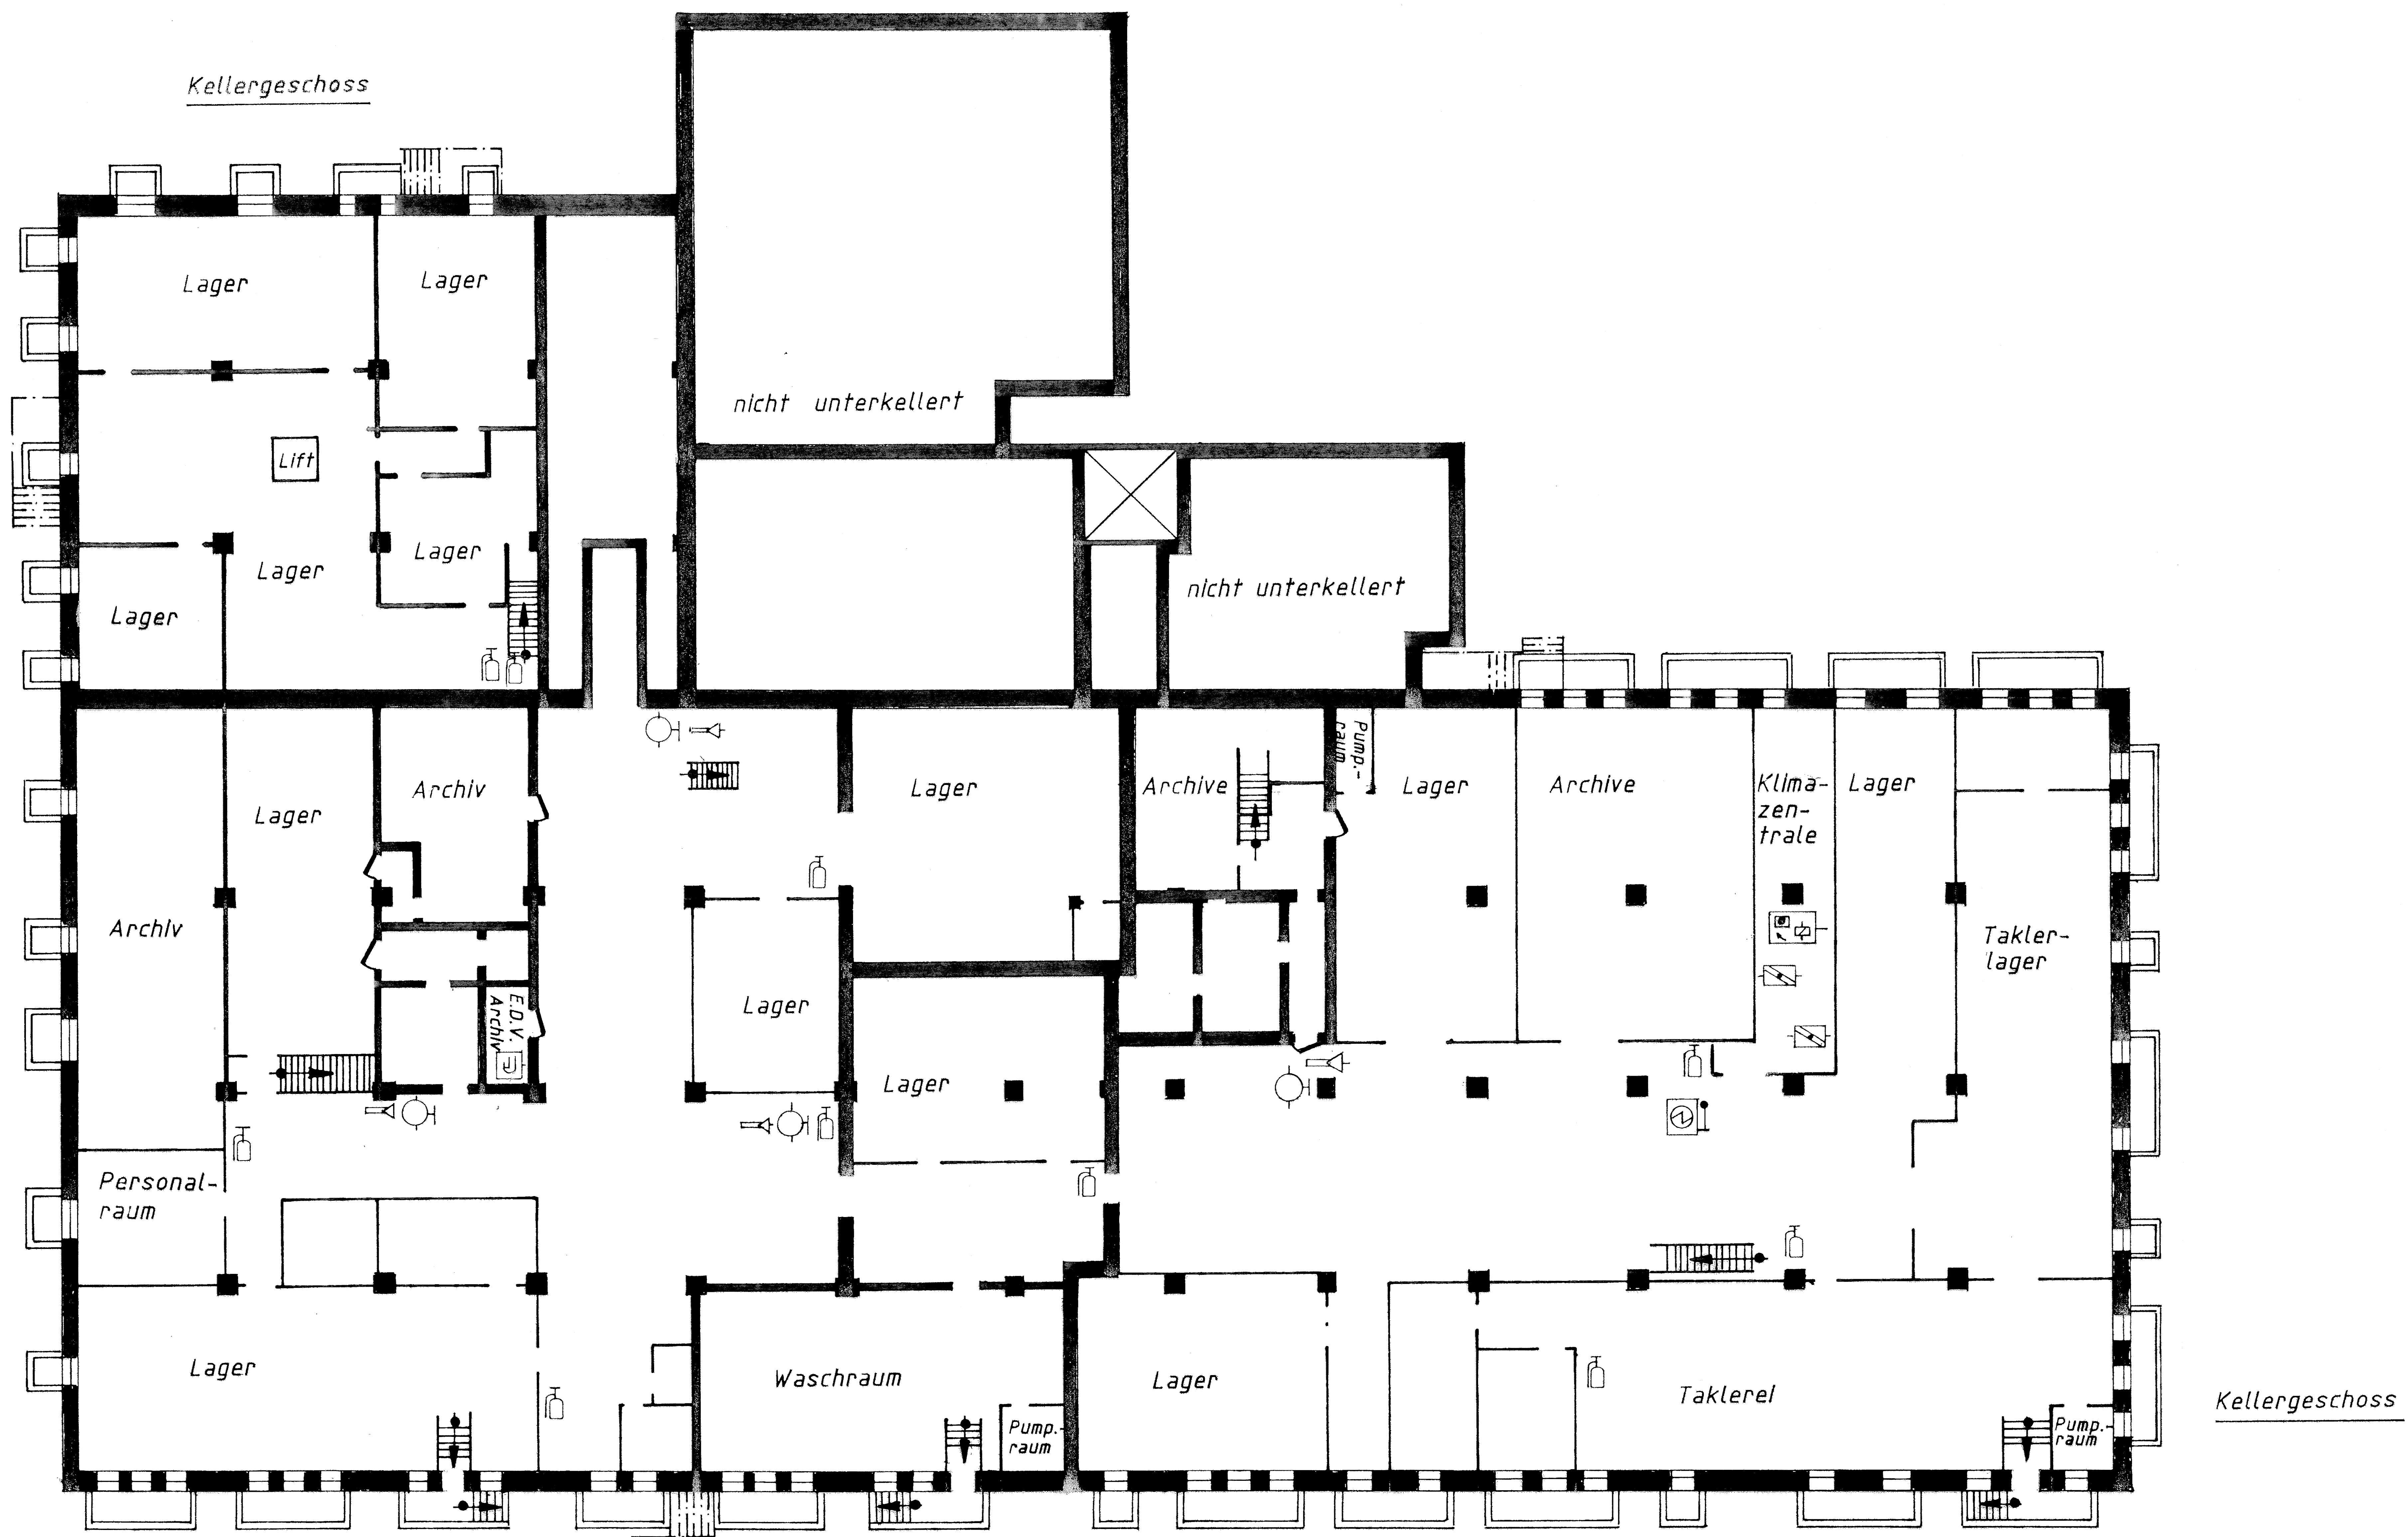 Kellergeschoss
Lager
Lager
nicht unterkellert
Lift
Lager
Lager
Lager
nicht unterkellert
Pump.-
raum
Archiv
Lager
Lager
Archive
Lager
Archive
Klima-
zen-
trale
Lager
Archiv
Lager
E.D.V.
Archiv
Takler-
lager
Lager
Personal-
raum
Lager
Waschraum
Pump.-
raum
Lager
Taklerei
Pump.-
raum
Kellergeschoss